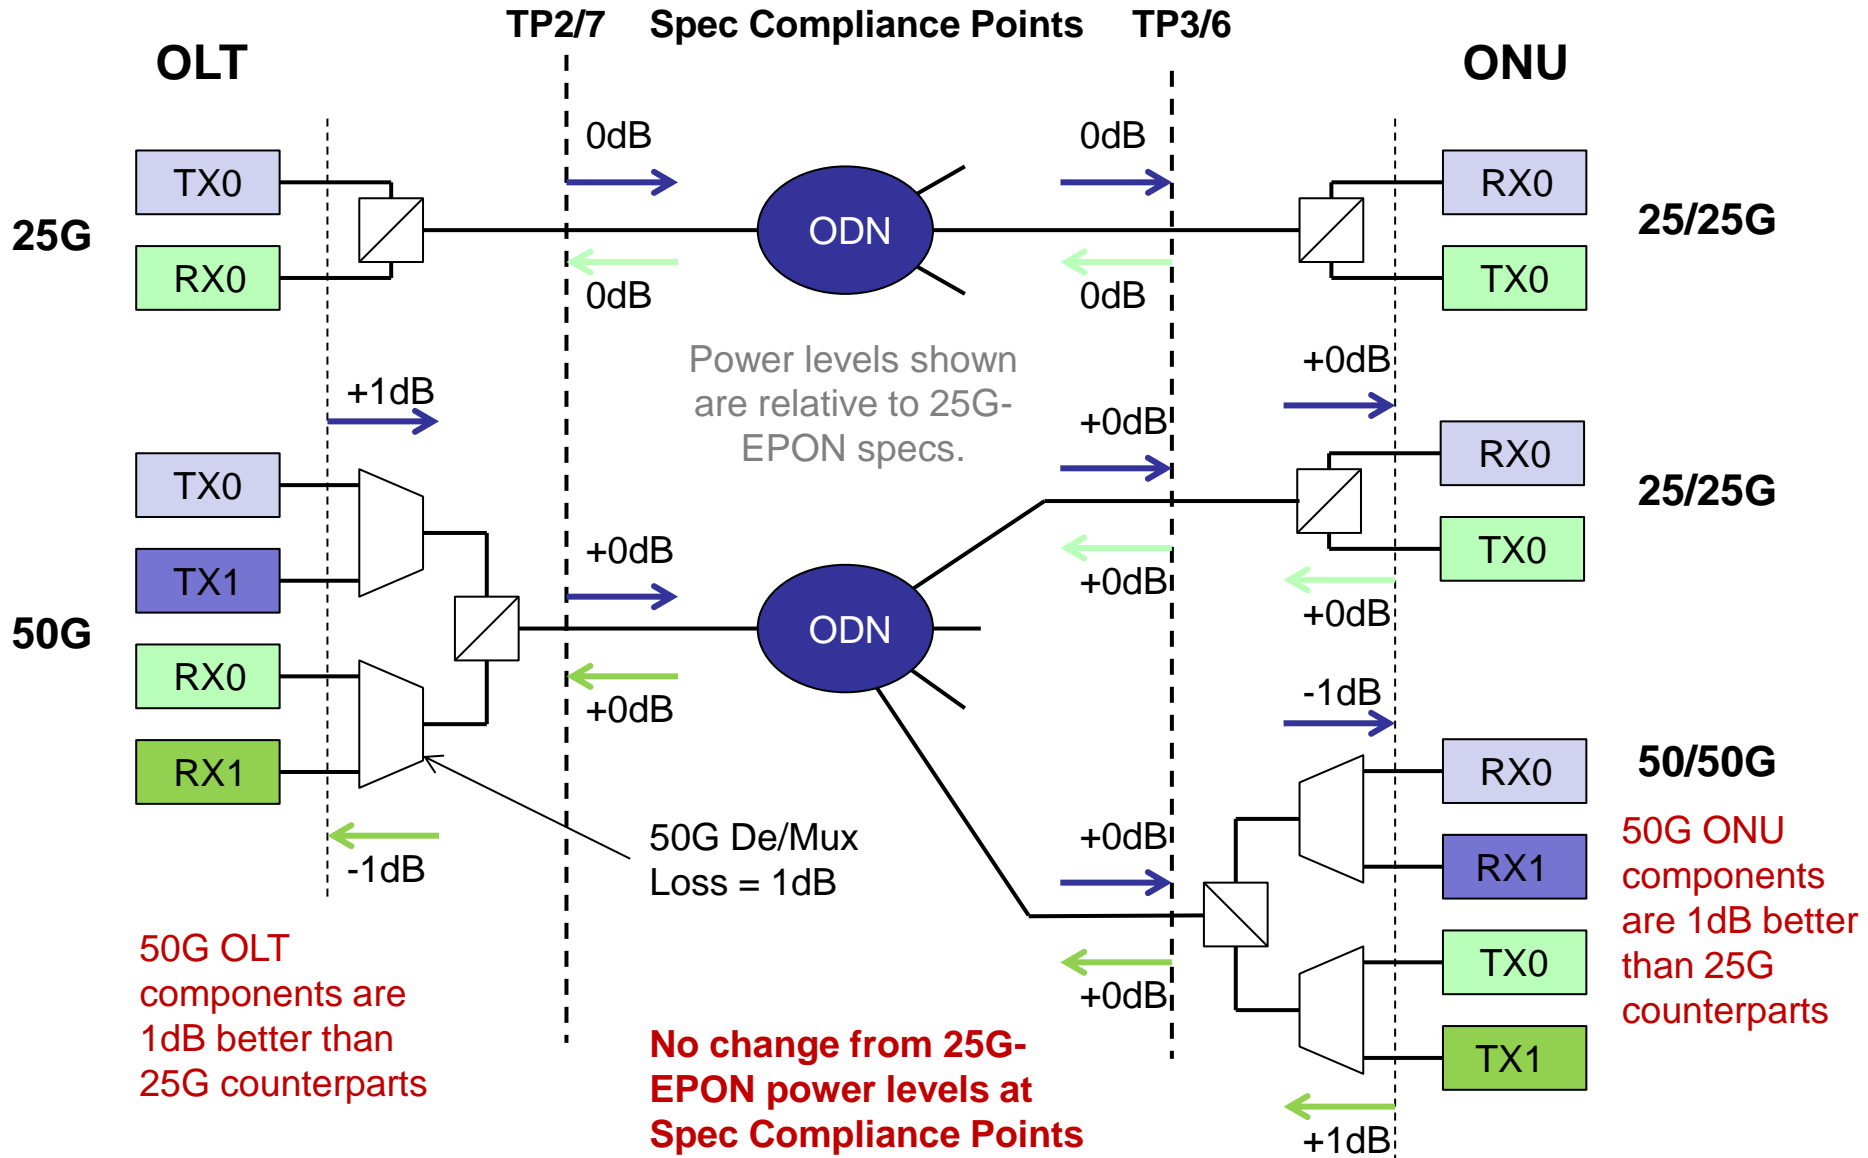 TP2/7 Spec Compliance Points TP3/6
OLT
ONU
0dB
0dB
TX0
RX0
25G
ODN
25/25G
RX0
TX0
0dB
0dB
Power levels shown
are relative to 25G-
EPON specs.
+1dB
+0dB
+0dB
TX0
RX0
25/25G
TX1
+0dB
TX0
+0dB
+0dB
50G
ODN
RX0
+0dB
-1dB
RX1
RX0
50/50G
-1dB
50G De/Mux
Loss = 1dB
+0dB
RX1
50G ONU
components
are 1dB better
than 25G
counterparts
TX0
+0dB
TX1
+1dB
50G OLT
components are
1dB better than
25G counterparts
No change from 25G-
EPON power levels at
Spec Compliance Points